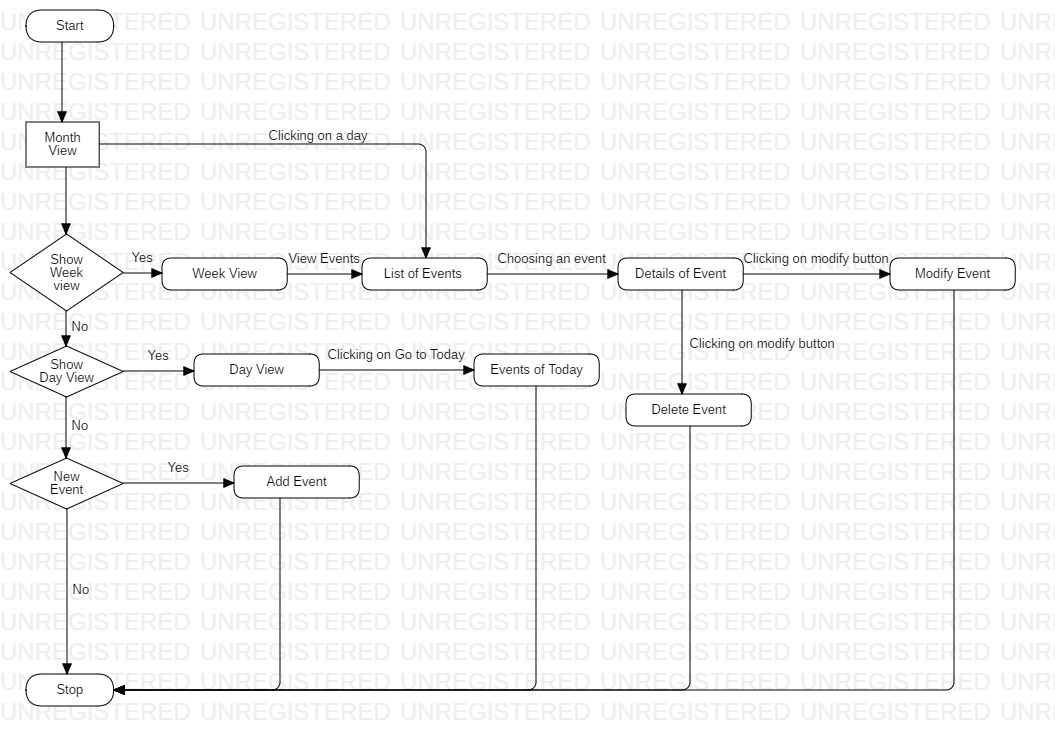 Start
Month
View
Clicking on a day
Show
Week
view
Yes
Week View
View Events
List of Events
Choosing an event
Details of Event
Clicking on modify button
Modify Event
No
Show
Day View
Yes
Day View
Clicking on Go to Today
Events of Today
Clicking on modify button
Delete Event
No
New
Event
Yes
Add Event
No
Stop
UNREGISTERED UNREGISTERED UNREGISTERED UNREGISTERED UNREGISTERED